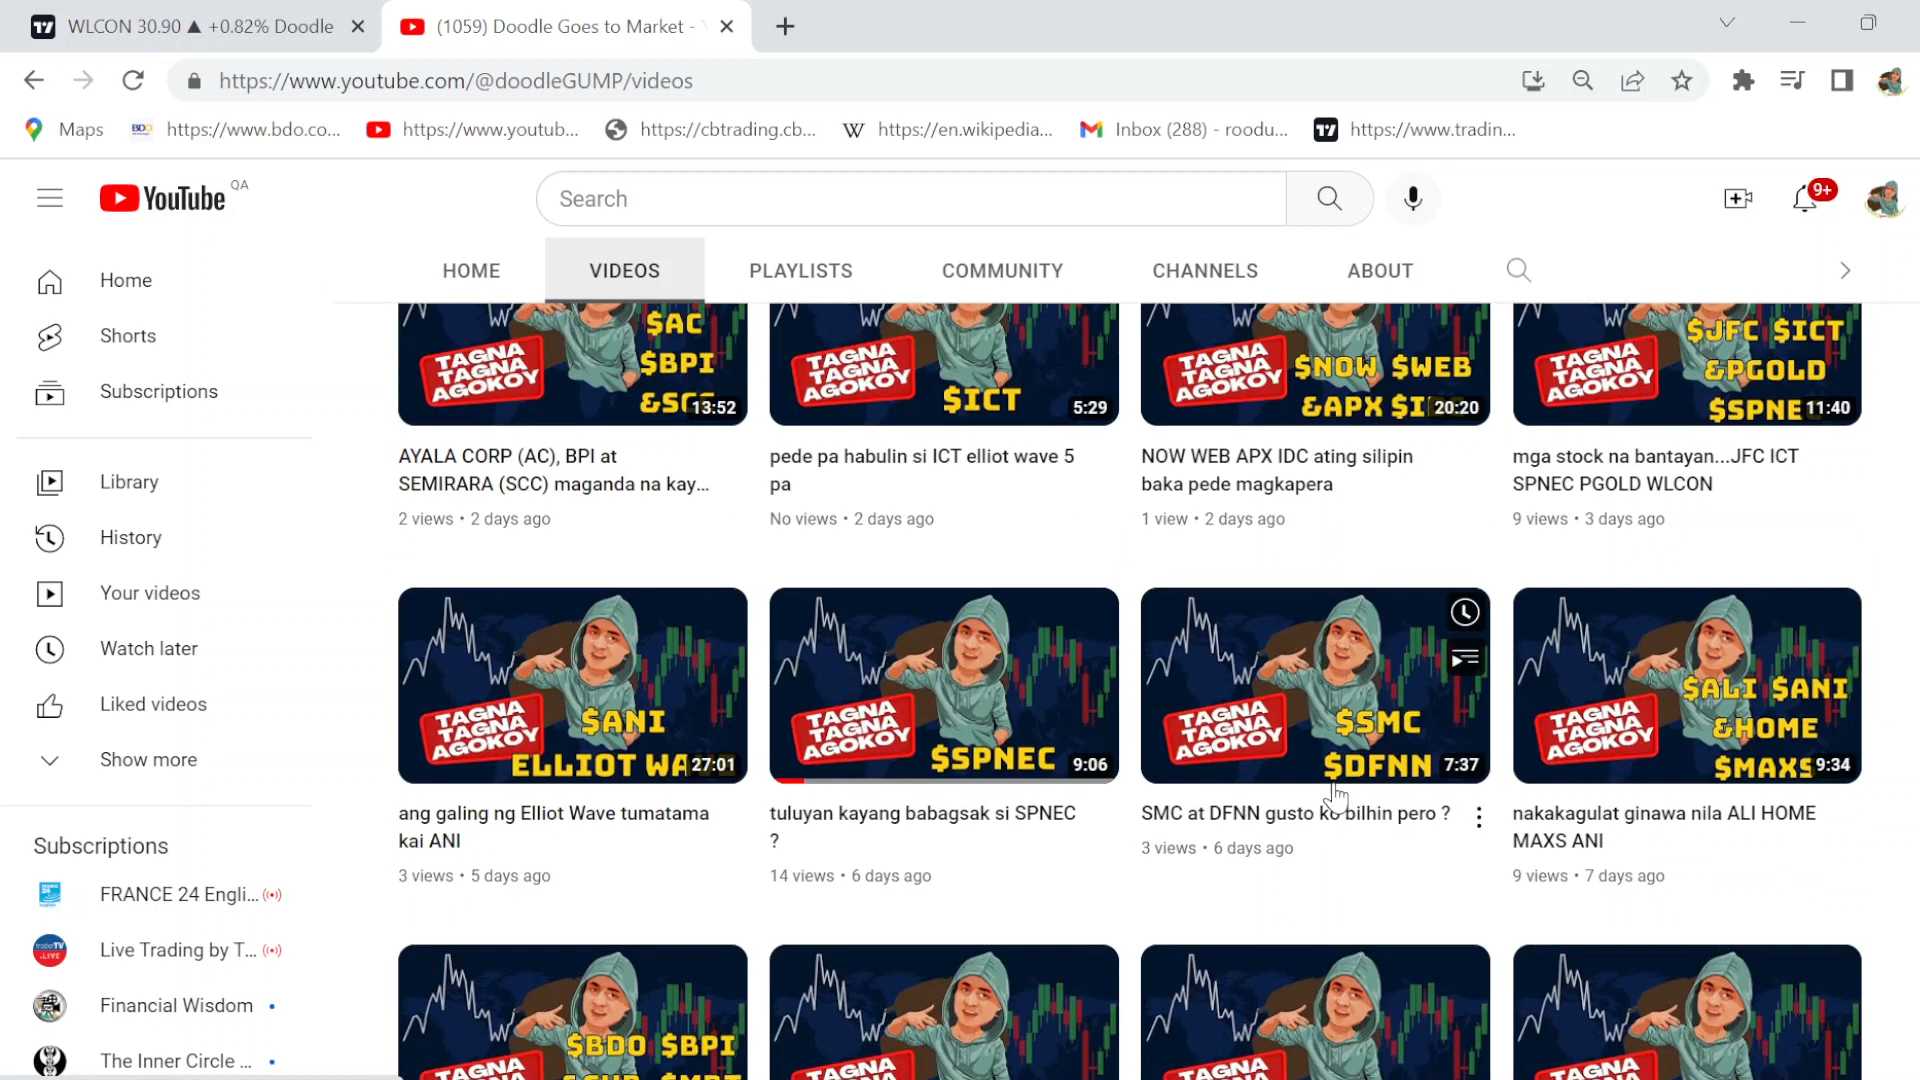 WLCON 30.90 ▲ +0.82% Doodle
(1059) Doodle Goes to Market -
https://www.youtube.com/@doodleGUMP/videos
Maps
BDO
https://www.bdo.co...
https://www.youtub...
https://cbtrading.cb...
W
https://en.wikipedia...
Inbox (288) - roodu...
https://www.tradin...
YouTube QA
Search
9+
HOME
VIDEOS
PLAYLISTS
COMMUNITY
CHANNELS
ABOUT
Home
Shorts
Subscriptions
Library
History
Your videos
Watch later
Liked videos
Show more
Subscriptions
FRANCE 24 Engli...
Live Trading by T...
Financial Wisdom
The Inner Circle ...
TAGNA
TAGNA
AGOKOY
$AC
$BPI
13:52
AYALA CORP (AC), BPI at
SEMIRARA (SCC) maganda na kay...
2 views • 2 days ago
TAGNA
TAGNA
AGOKOY
$ICT
5:29
pede pa habulin si ICT elliot wave 5
pa
No views • 2 days ago
TAGNA
TAGNA
AGOKOY
$NOW $WEB
&APX
20:20
NOW WEB APX IDC ating silipin
baka pede magkapera
1 view • 2 days ago
TAGNA
TAGNA
AGOKOY
$JFC $ICT
&PGOLD
$SPNE
11:40
mga stock na bantayan...JFC ICT
SPNEC PGOLD WLCON
9 views • 3 days ago
TAGNA
TAGNA
AGOKOY
$ANI
ELLIOT
27:01
ang galing ng Elliot Wave tumatama
kai ANI
3 views • 5 days ago
TAGNA
TAGNA
AGOKOY
$SPNEC
9:06
tuluyan kayang babagsak si SPNEC
?
14 views • 6 days ago
TAGNA
TAGNA
AGOKOY
$SMC
$DFNN
7:37
SMC at DFNN gusto ko bilhin pero ?
3 views • 6 days ago
TAGNA
TAGNA
AGOKOY
$ALI $ANI
&HOME
$MAXS
9:34
nakakagulat ginawa nila ALI HOME
MAXS ANI
9 views • 7 days ago
TAGNA
$BDO $BPI
TAGNA
TAGNA
TAGNA